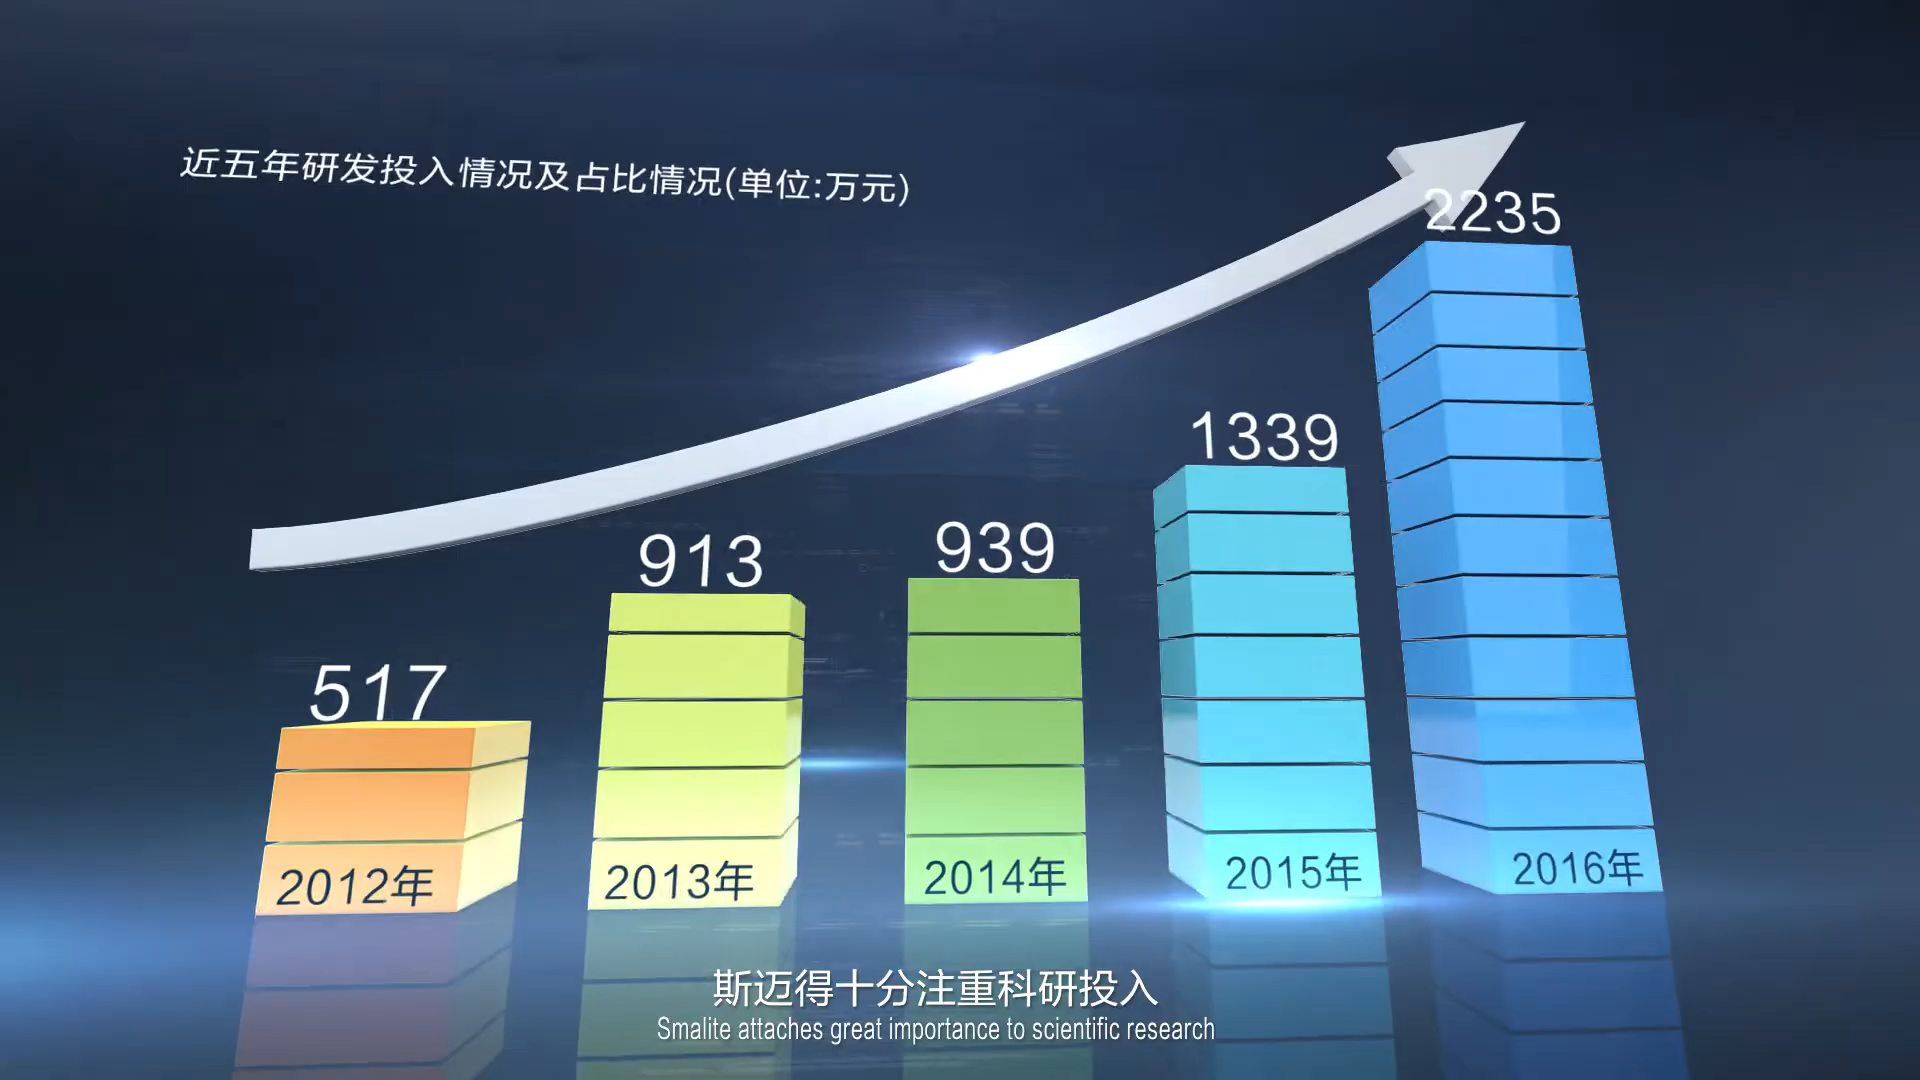 近五年研发投入情况及占比情况(单位:万元)
2235
1339
939
913
517
2012年
2013年
2014年
2015年
2016年
斯迈得十分注重科研投入
Smalite attaches great importance to scientific research